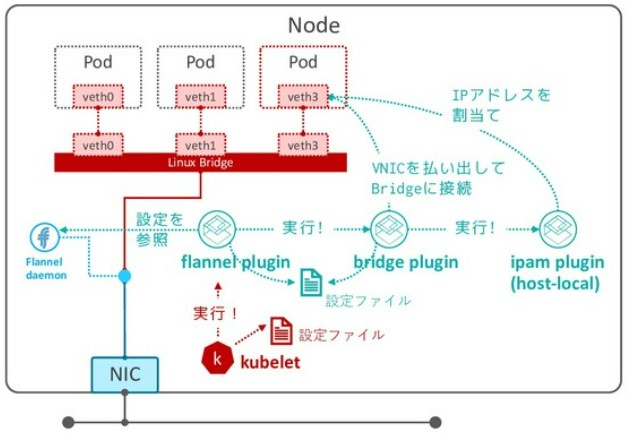 Node
Pod
Pod
Pod
veth0
veth1
veth3
veth0
veth1
veth3
Linux Bridge
IPアドレスを
割当て
VNICを払い出して
Bridgeに接続
設定を
参照
実行!
実行!
Flannel
daemon
flannel plugin
bridge plugin
ipam plugin
(host-local)
設定ファイル
実行!
設定ファイル
k
kubelet
NIC